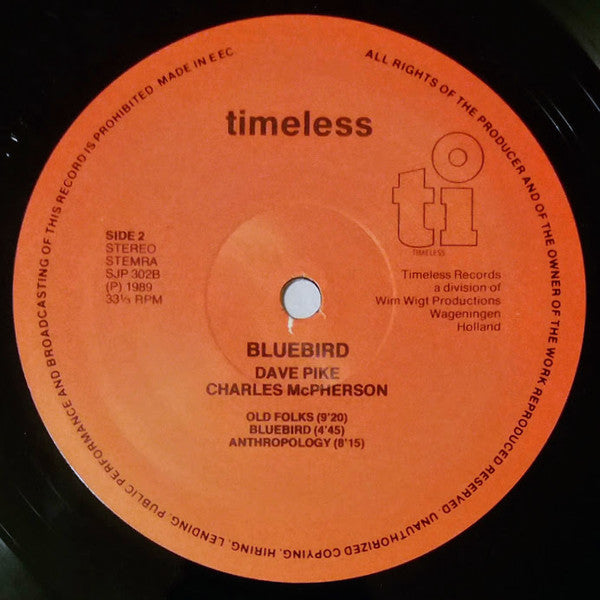 timeless
ti
TIMELESS
SIDE 2
STEREO
STEMRA
SJP 302B
(P) 1989
33⅓ RPM
Timeless Records
a division of
Wim Wigt Productions
Wageningen
Holland
BLUEBIRD
DAVE PIKE
CHARLES McPHERSON
OLD FOLKS (9'20)
BLUEBIRD (4'45)
ANTHROPOLOGY (8'15)
ALL RIGHTS OF THE PRODUCER AND OF THE OWNER OF THE WORK REPRODUCED RESERVED. UNAUTHORIZED COPYING. HIRING. LENDING. PUBLIC PERFORMANCE AND BROADCASTING OF THIS RECORD IS PROHIBITED MADE IN EEC